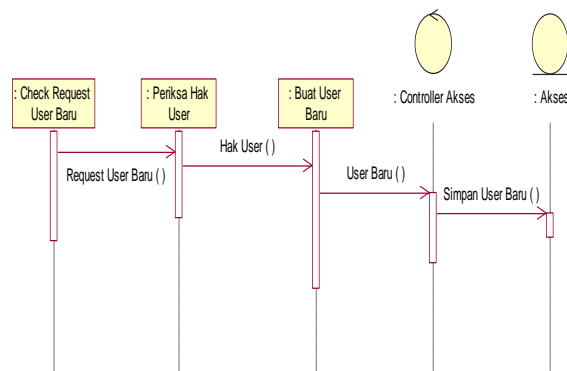 : Check Request
User Baru
: Periksa Hak
User
: Buat User
Baru
: Controller Akses
: Akses
Request User Baru ( )
Hak User ( )
User Baru ( )
Simpan User Baru ( )